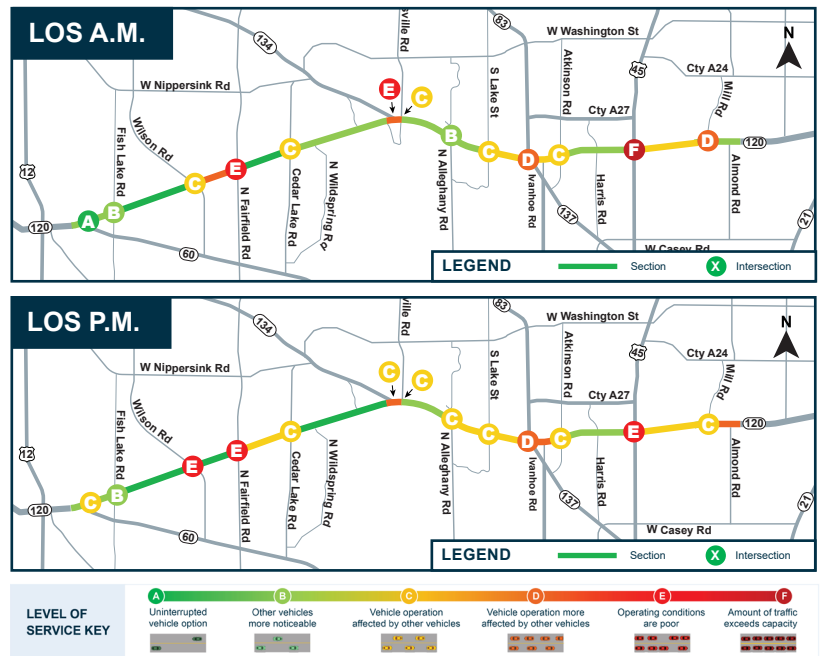 LOS A.M.
134
sville Rd
83
W Washington St
N
45
Atkinson Rd
Cty A24
W Nippersink Rd
S Lake St
Mill Rd
E
C
Cty A27
Fish Lake Rd
Wilson Rd
B
C
C
D
C
F
D
120
12
C
E
N Fairfield Rd
Cedar Lake Rd
N Wildspring Rd
N Alleghany Rd
Ivanhoe Rd
Harris Rd
Almond Rd
A
B
120
137
21
60
W Casey Rd
LEGEND
Section
X
Intersection
LOS P.M.
134
ville Rd
83
W Washington St
N
45
Atkinson Rd
Cty A24
W Nippersink Rd
S Lake St
Mill Rd
C
C
Cty A27
Fish Lake Rd
Wilson Rd
C
C
C
D
C
E
C
120
12
E
E
N Fairfield Rd
Cedar Lake Rd
N Wildspring Rd
N Alleghany Rd
Ivanhoe Rd
Harris Rd
Almond Rd
C
B
120
137
21
60
W Casey Rd
LEGEND
Section
X
Intersection
LEVEL OF
SERVICE KEY
A
Uninterrupted
vehicle option
B
Other vehicles
more noticeable
C
Vehicle operation
affected by other vehicles
D
Vehicle operation more
affected by other vehicles
E
Operating conditions
are poor
F
Amount of traffic
exceeds capacity